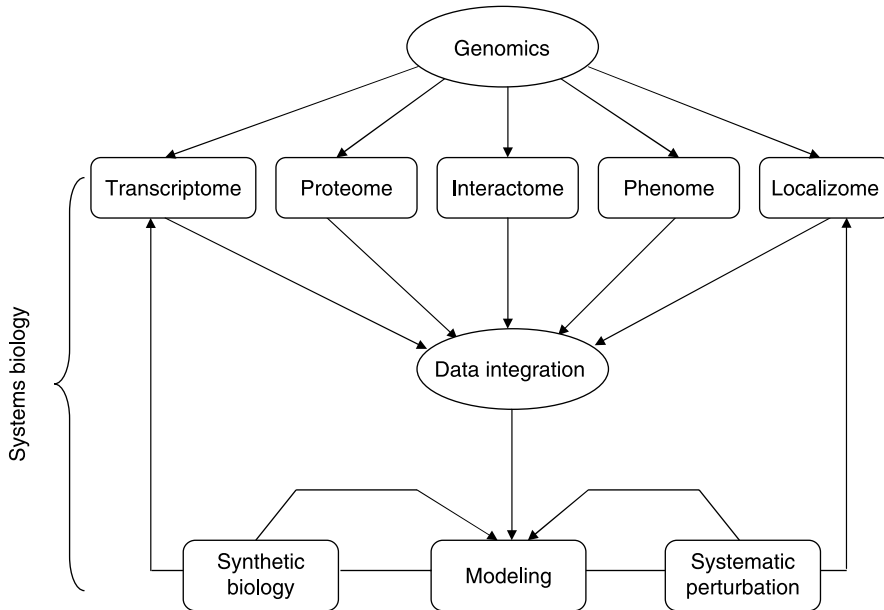 Genomics
Transcriptome
Proteome
Interactome
Phenome
Localizome
Systems biology
Data integration
Synthetic
biology
Modeling
Systematic
perturbation